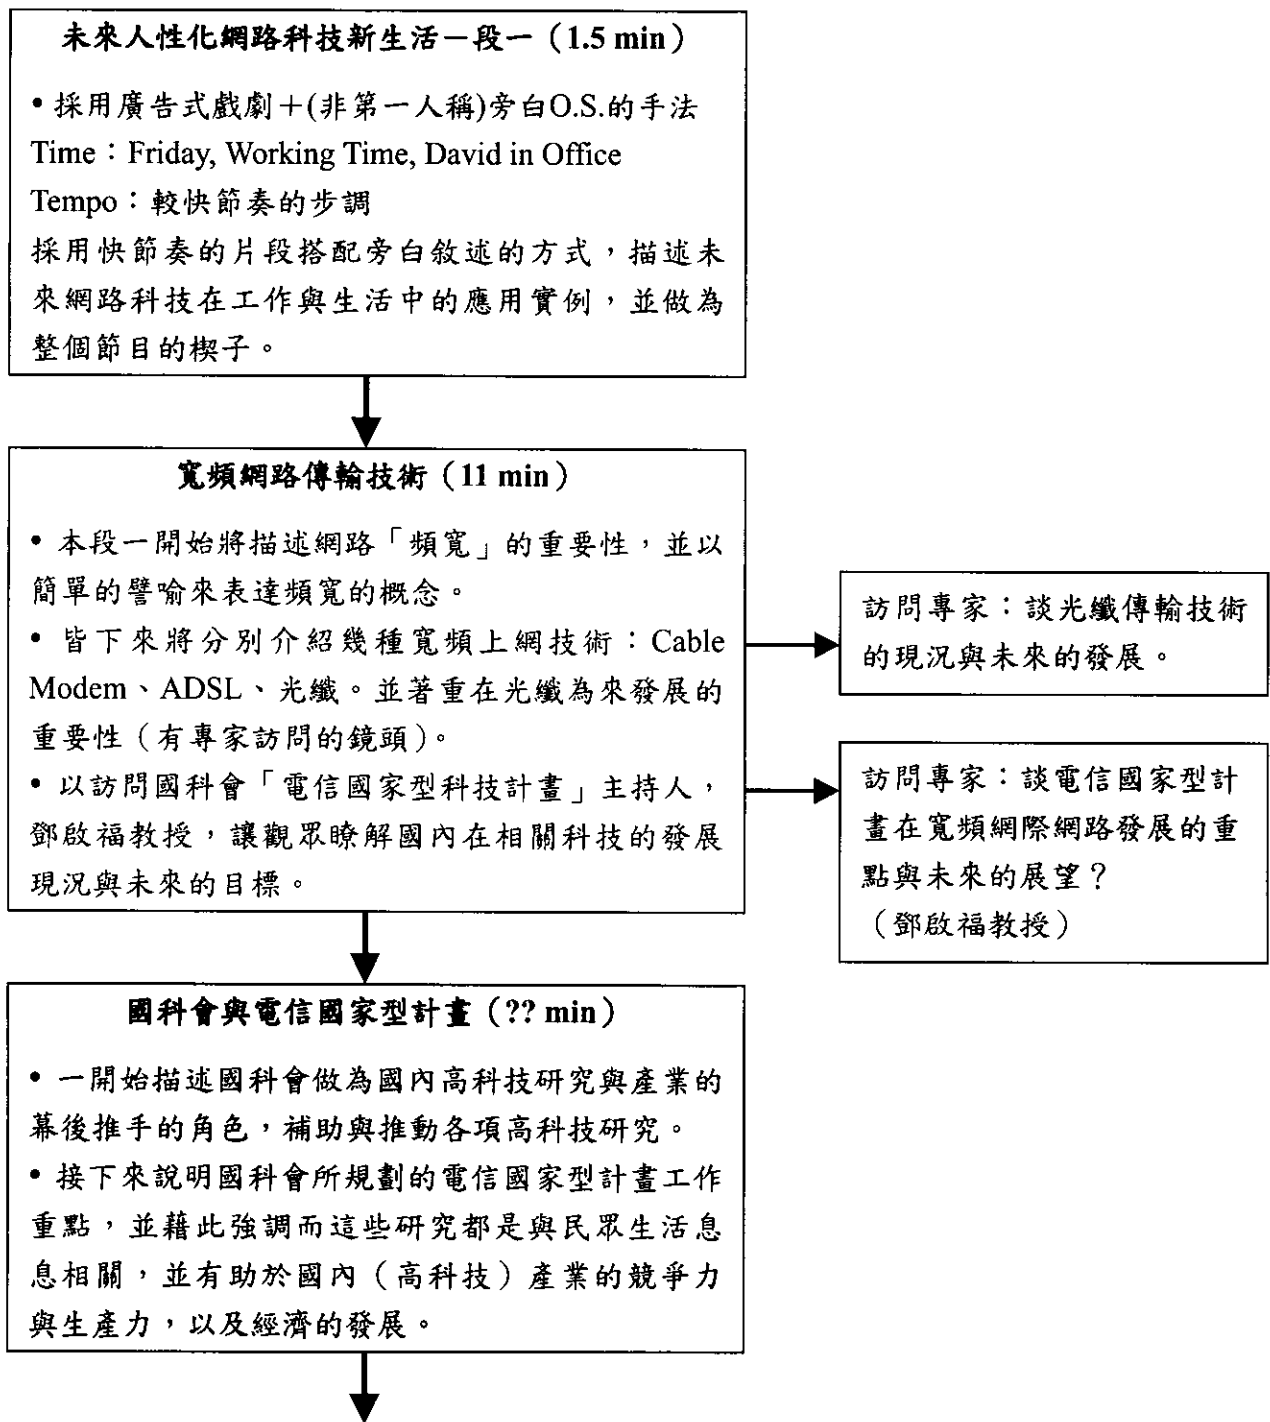 未來人性化網路科技新生活－段一（1.5 min）
• 採用廣告式戲劇＋(非第一人稱)旁白O.S.的手法
Time：Friday, Working Time, David in Office
Tempo：較快節奏的步調
採用快節奏的片段搭配旁白敘述的方式，描述未
來網路科技在工作與生活中的應用實例，並做為
整個節目的楔子。
寬頻網路傳輸技術（11 min）
• 本段一開始將描述網路「頻寬」的重要性，並以
簡單的譬喻來表達頻寬的概念。
• 皆下來將分別介紹幾種寬頻上網技術：Cable
Modem、ADSL、光纖。並著重在光纖為來發展的
重要性（有專家訪問的鏡頭）。
• 以訪問國科會「電信國家型科技計畫」主持人，
鄧啟福教授，讓觀眾瞭解國內在相關科技的發展
現況與未來的目標。
訪問專家：談光纖傳輸技術
的現況與未來的發展。
訪問專家：談電信國家型計
畫在寬頻網際網路發展的重
點與未來的展望？
（鄧啟福教授）
國科會與電信國家型計畫（?? min）
• 一開始描述國科會做為國內高科技研究與產業的
幕後推手的角色，補助與推動各項高科技研究。
• 接下來說明國科會所規劃的電信國家型計畫工作
重點，並藉此強調而這些研究都是與民眾生活息
息相關，並有助於國內（高科技）產業的競爭力
與生產力，以及經濟的發展。